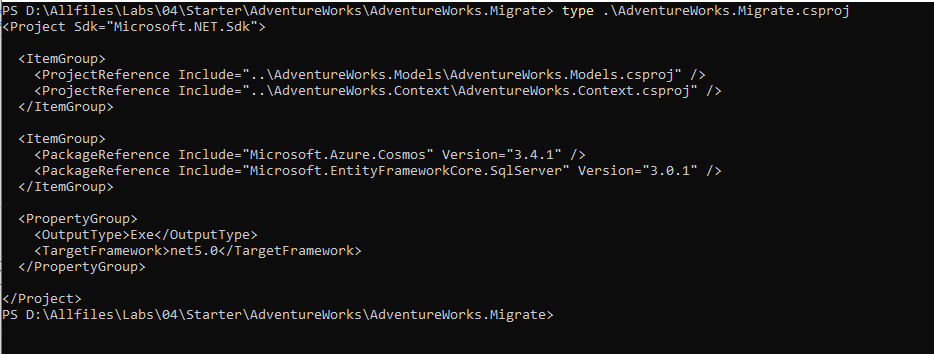 PS D:\Allfiles\Labs\04\Starter\AdventureWorks\AdventureWorks.Migrate> type .\AdventureWorks.Migrate.csproj
<Project Sdk="Microsoft.NET.Sdk">
<ItemGroup>
<ProjectReference Include="..\AdventureWorks.Models\AdventureWorks.Models.csproj" />
<ProjectReference Include="..\AdventureWorks.Context\AdventureWorks.Context.csproj" />
</ItemGroup>
<ItemGroup>
<PackageReference Include="Microsoft.Azure.Cosmos" Version="3.4.1" />
<PackageReference Include="Microsoft.EntityFrameworkCore.SqlServer" Version="3.0.1" />
</ItemGroup>
<PropertyGroup>
<OutputType>Exe</OutputType>
<TargetFramework>net5.0</TargetFramework>
</PropertyGroup>
</Project>
PS D:\Allfiles\Labs\04\Starter\AdventureWorks\AdventureWorks.Migrate>